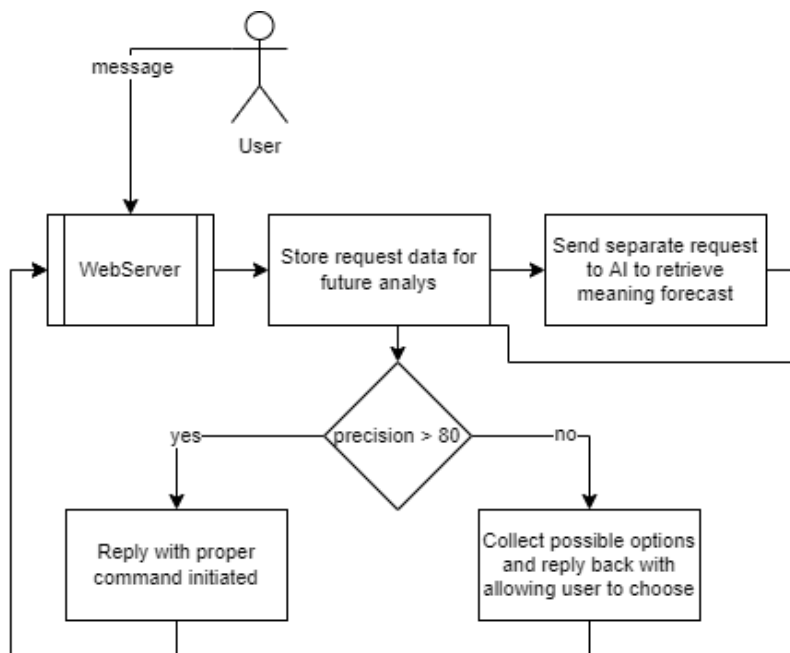 message
User
WebServer
Store request data for
future analys
Send separate request
to AI to retrieve
meaning forecast
yes
precision > 80
no
Reply with proper
command initiated
Collect possible options
and reply back with
allowing user to choose